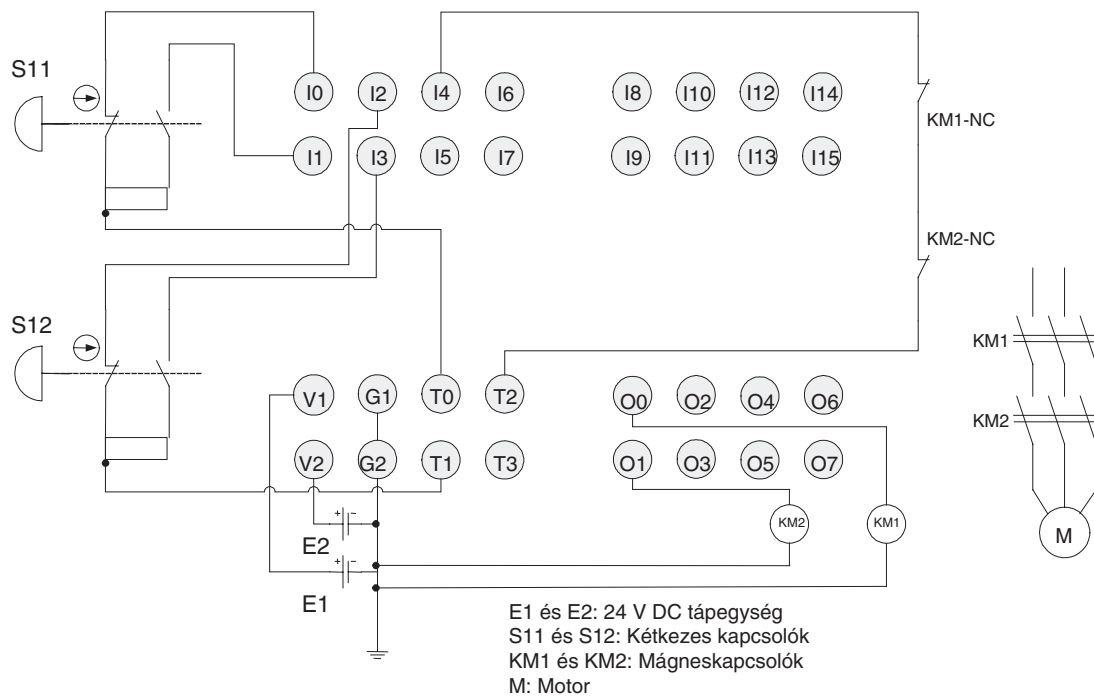 S11
I0 I2 I4 I6 I8 I10 I12 I14
KM1-NC
I1 I3 I5 I7 I9 I11 I13 I15
KM2-NC
S12
KM1
V1 G1 T0 T2 O0 O2 O4 O6
KM2
V2 G2 T1 T3 O1 O3 O5 O7
+ -
E2
KM2 KM1
M
+ -
E1
E1 és E2: 24 V DC tápegység
S11 és S12: Kétkezes kapcsolók
KM1 és KM2: Mágneskapcsolók
M: Motor